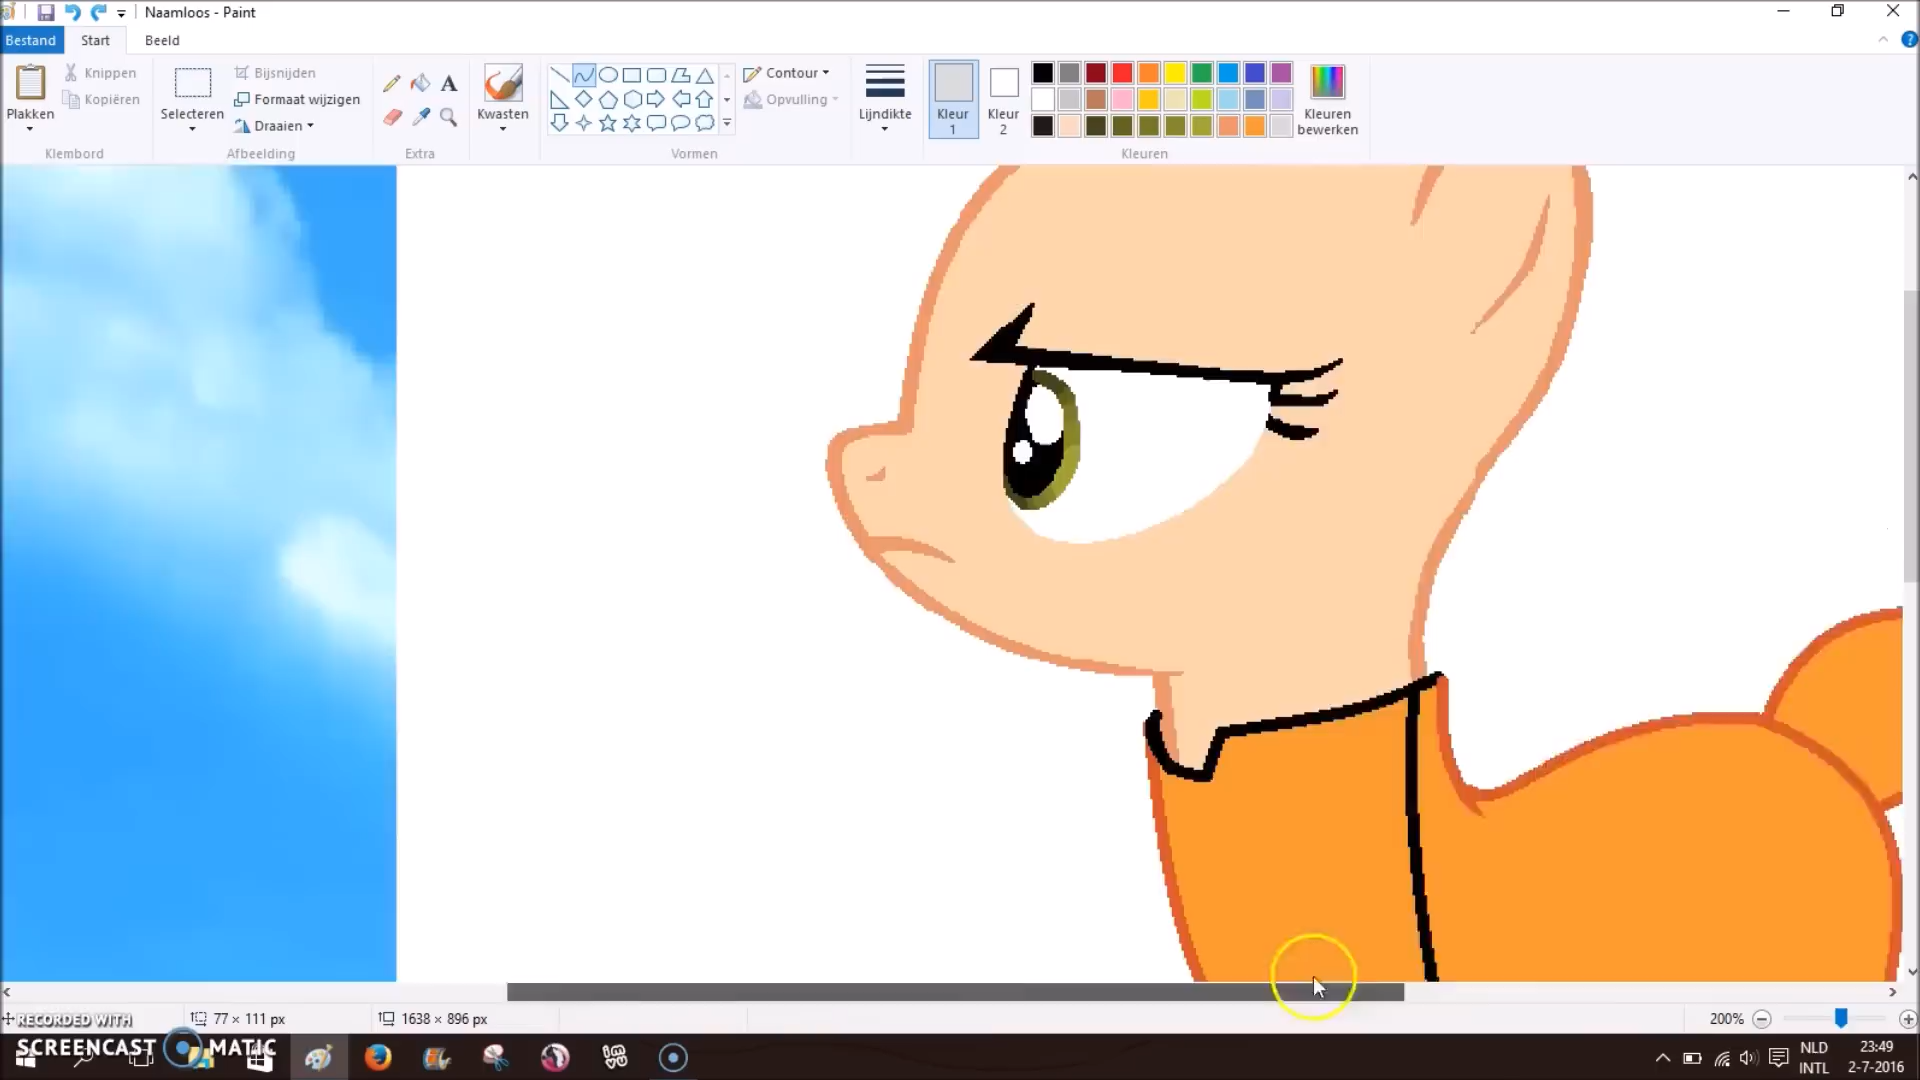 Naamloos - Paint
Bestand Start Beeld
Plakken
Knippen
Kopiëren
Klembord
Selecteren
Bijsnijden
Formaat wijzigen
Draaien
Afbeelding
A
Extra
Kwasten
Vormen
Contour
Opvulling
Lijndikte
Kleur 1
Kleur 2
Kleuren
Kleuren bewerken
?
77 × 111 px
1638 × 896 px
200%
RECORDED WITH
SCREENCAST MATIC
NLD
INTL
23:49
2-7-2016